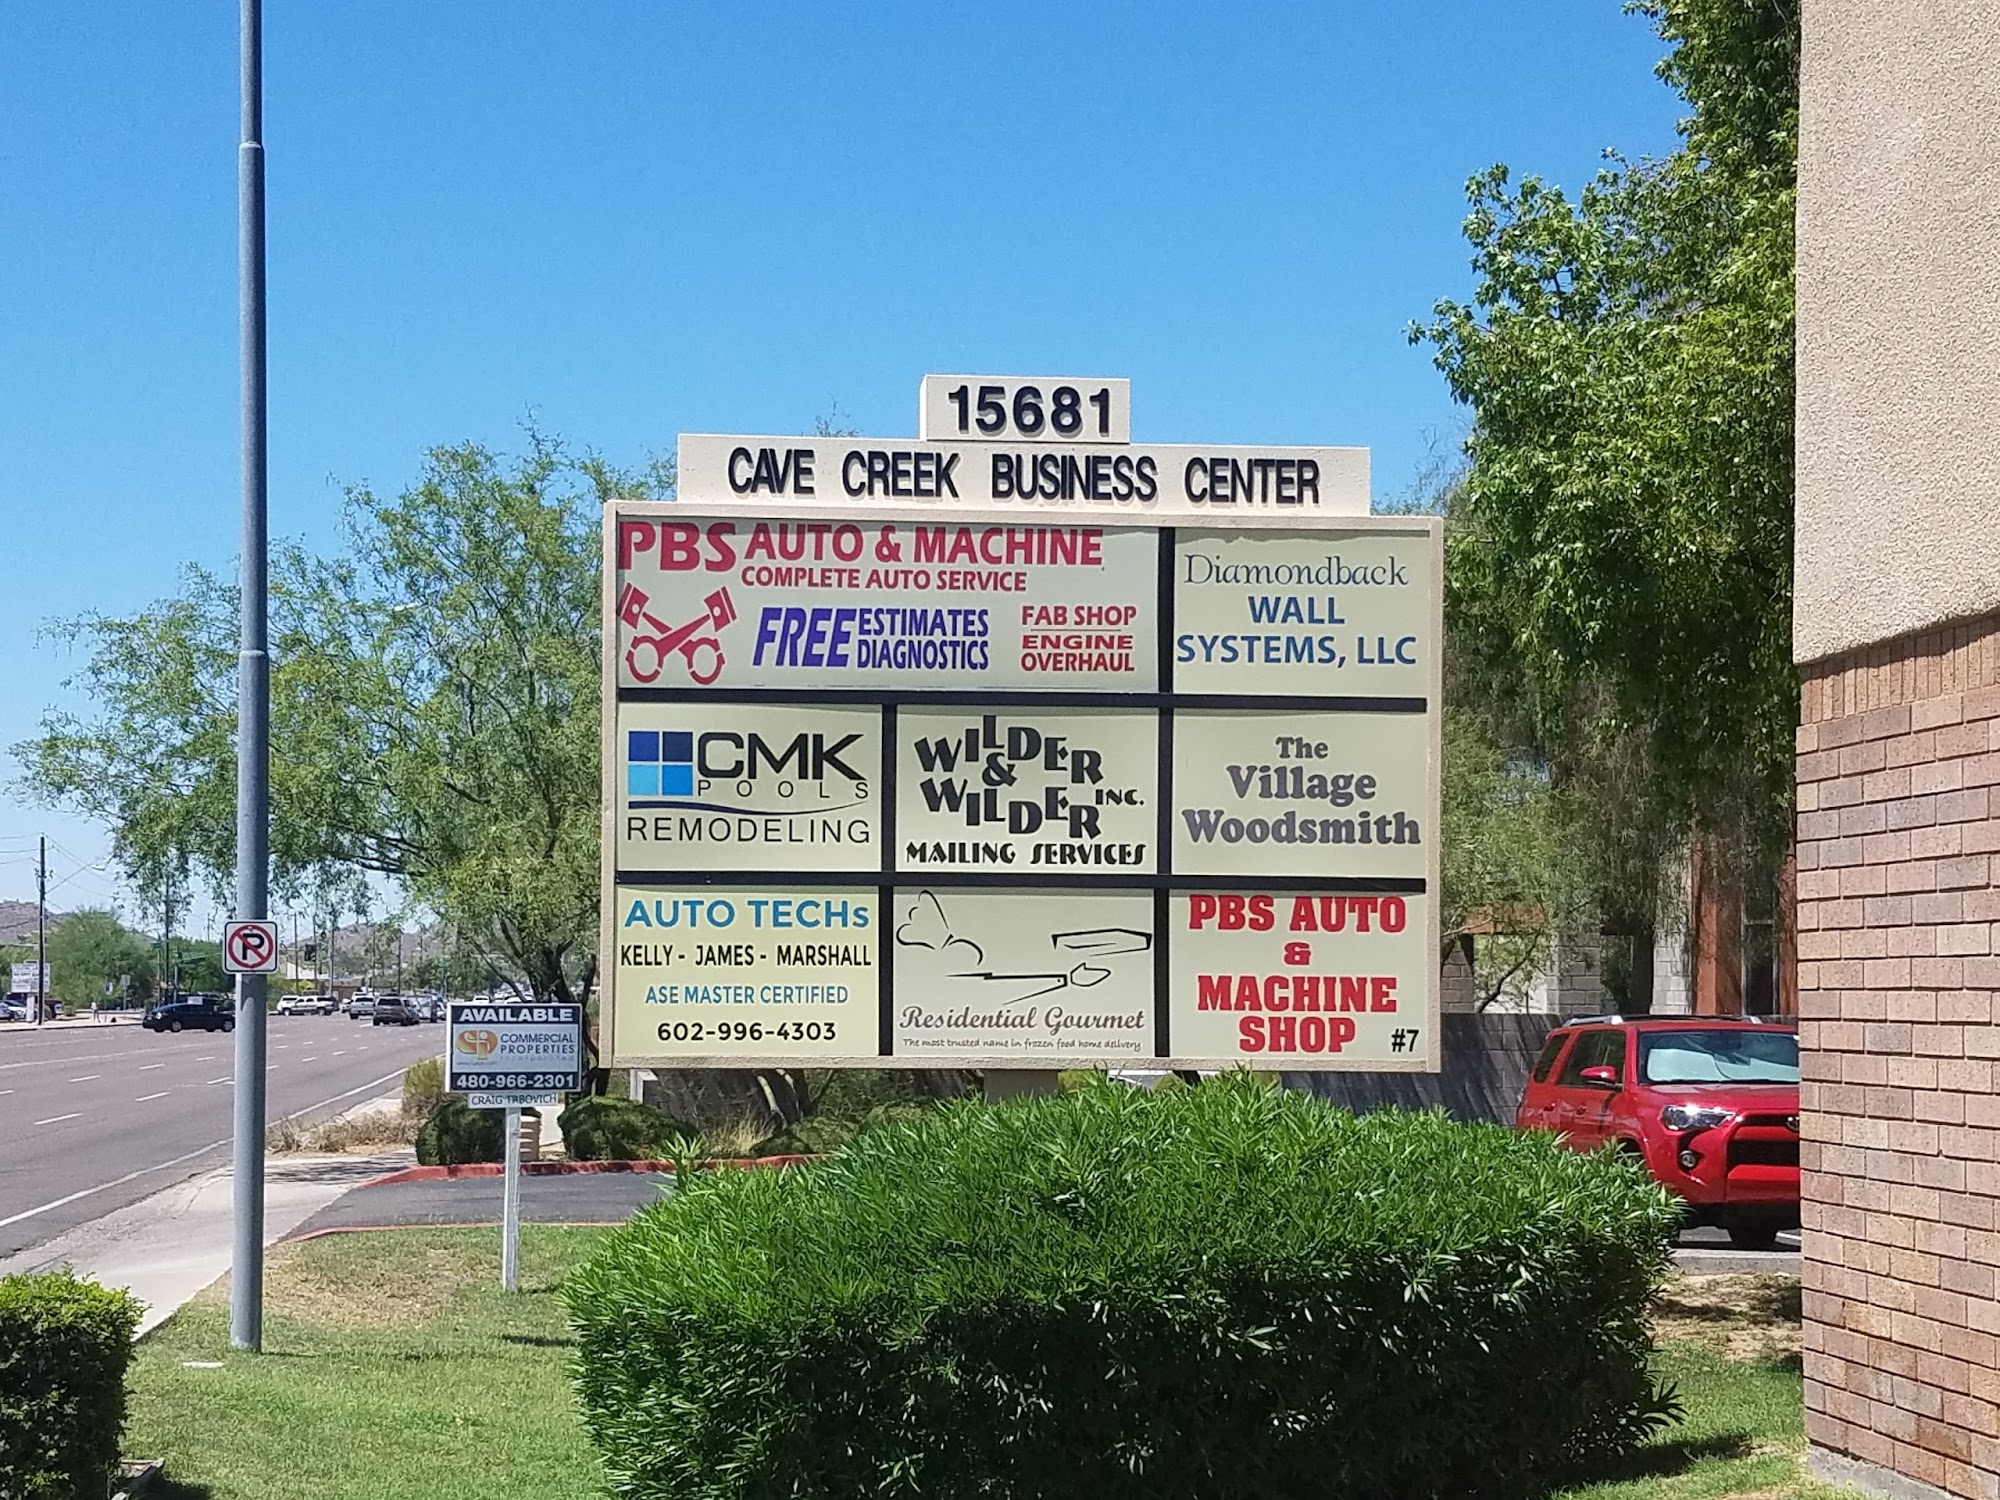 15681
CAVE CREEK BUSINESS CENTER
PBS AUTO & MACHINE
COMPLETE AUTO SERVICE
FREE ESTIMATES
DIAGNOSTICS
FAB SHOP
ENGINE
OVERHAUL
Diamondback
WALL
SYSTEMS, LLC
CMK
POOLS
REMODELING
WILDER
&
WILDER INC.
MAILING SERVICES
The
Village
Woodsmith
AUTO TECHs
KELLY - JAMES - MARSHALL
ASE MASTER CERTIFIED
602-996-4303
Residential Gourmet
The most trusted name in frozen food home delivery
PBS AUTO
&
MACHINE
SHOP #7
P
AVAILABLE
COMMERCIAL
PROPERTIES
INCORPORATED
480-966-2301
CRAIG TRBOVICH